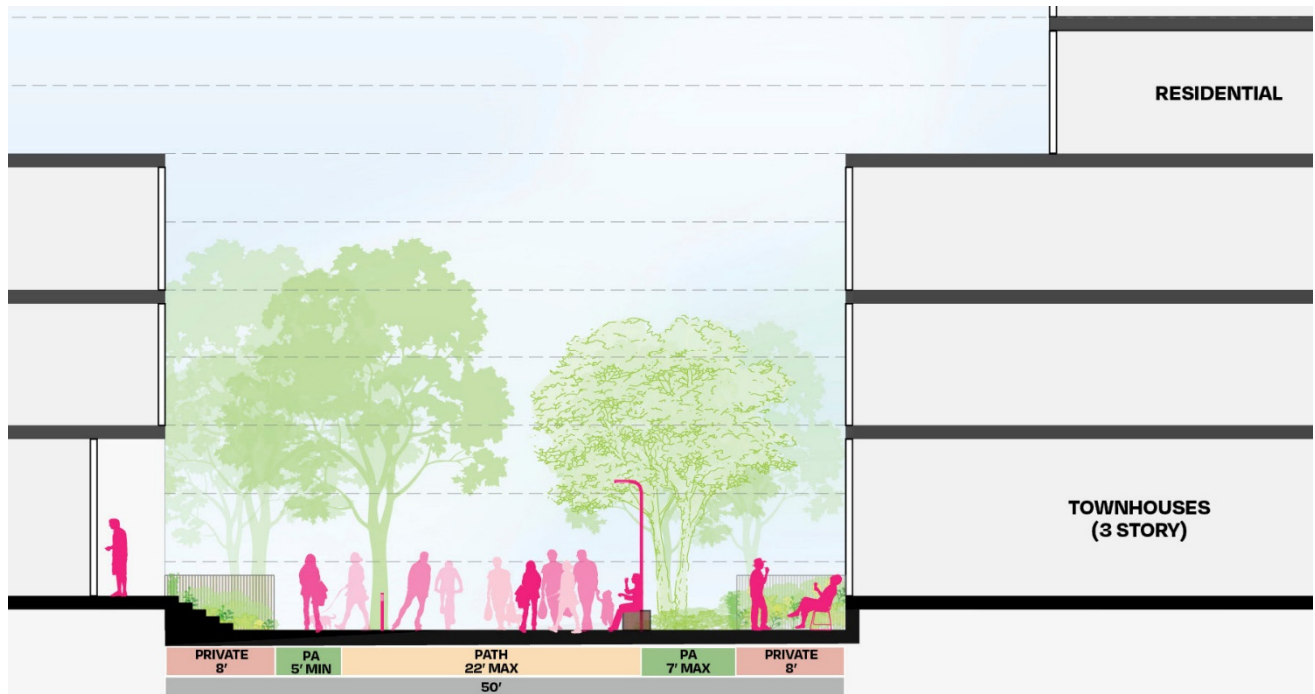 RESIDENTIAL
TOWNHOUSES
(3 STORY)
PRIVATE
8'
PA
5' MIN
PATH
22' MAX
PA
7' MAX
PRIVATE
8'
50'